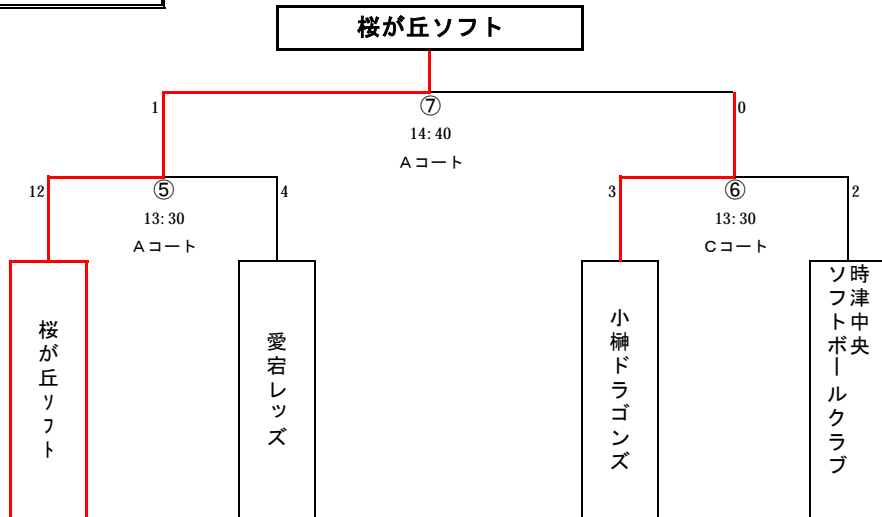 桜が丘ソフト
1
⑦
0
14:40
Aコート
12
⑤
4
3
⑥
2
13:30
13:30
Aコート
Cコート
桜が丘ソフト
愛宕レッズ
小榊ドラゴンズ
時津中央
ソフトボールクラブ